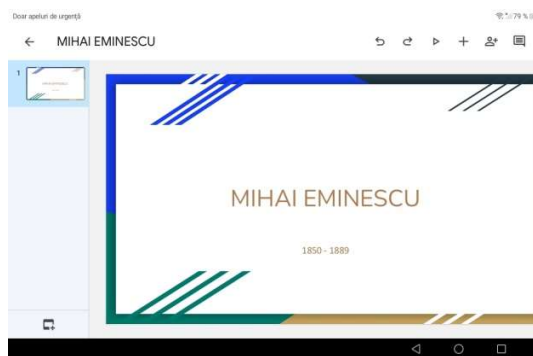 Doar apeluri de urgență
79 %
MIHAI EMINESCU
1
MIHAI EMINESCU
1850 - 1889